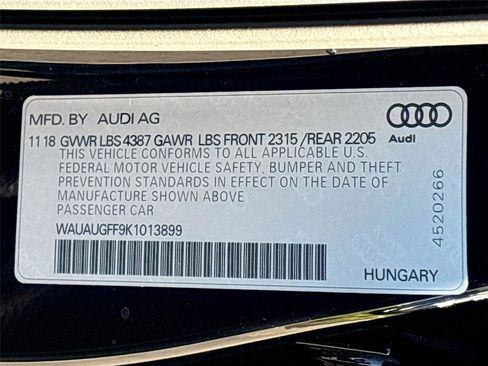 MFD. BY AUDI AG
11 18 GVWR LBS 4387 GAWR LBS FRONT 2315 /REAR 2205
Audi
THIS VEHICLE CONFORMS TO ALL APPLICABLE U.S.
FEDERAL MOTOR VEHICLE SAFETY, BUMPER AND THEFT
PREVENTION STANDARDS IN EFFECT ON THE DATE OF
MANUFACTURE SHOWN ABOVE
PASSENGER CAR
WAUAUGFF9K1013899
HUNGARY
4520266